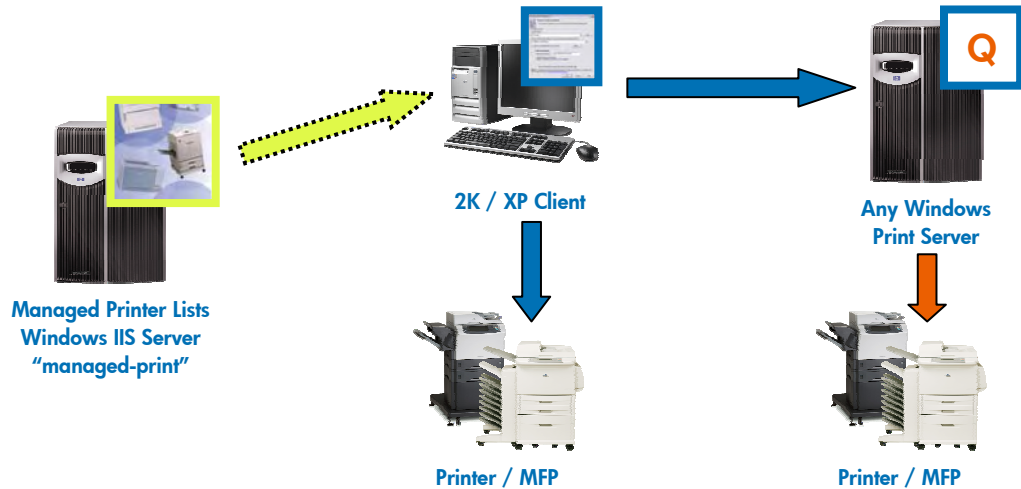 Q
2K / XP Client
Any Windows
Print Server
Managed Printer Lists
Windows IIS Server
“managed-print”
Printer / MFP
Printer / MFP